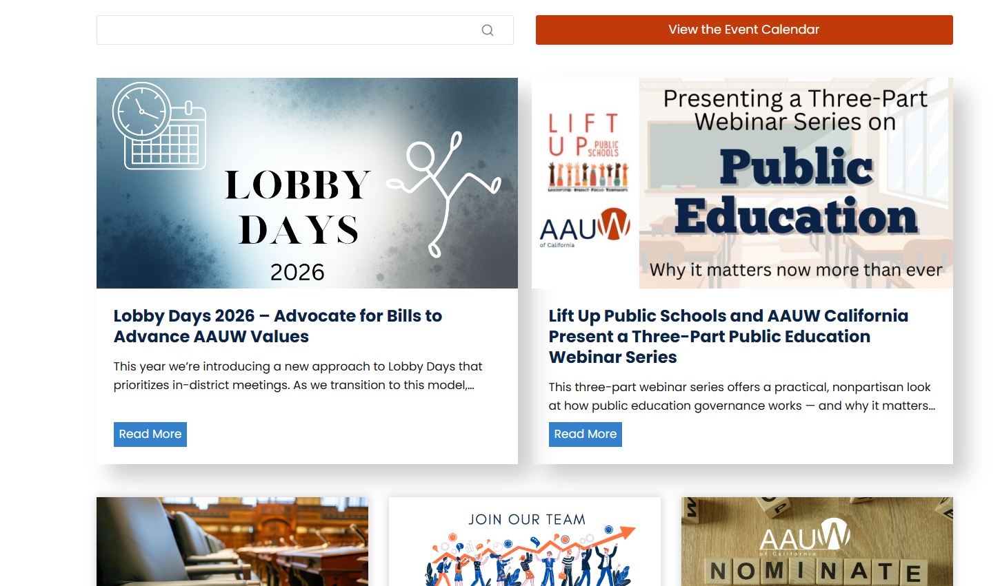 View the Event Calendar
LOBBY
DAYS
2026
LIFT
UP PUBLIC
SCHOOLS
Leadership Impact Focus Teamwork
AAUW
of California
Presenting a Three-Part
Webinar Series on
Public
Education
Why it matters now more than ever
Lobby Days 2026 – Advocate for Bills to
Advance AAUW Values
This year we’re introducing a new approach to Lobby Days that
prioritizes in-district meetings. As we transition to this model,...
Read More
Lift Up Public Schools and AAUW California
Present a Three-Part Public Education
Webinar Series
This three-part webinar series offers a practical, nonpartisan look
at how public education governance works — and why it matters...
Read More
JOIN OUR TEAM
AAUW
of California
NOMINATE